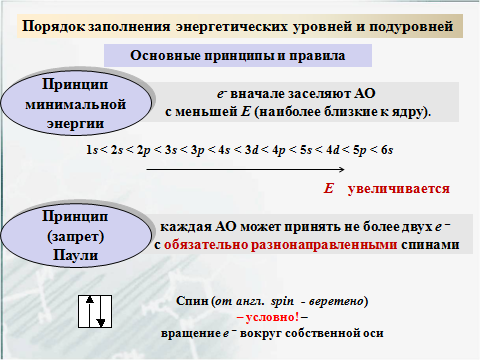 Порядок заполнения энергетических уровней и подуровней
Основные принципы и правила
Принцип
минимальной
энергии
e- вначале заселяют АО
с меньшей E (наиболее близкие к ядру).
1s < 2s < 2p < 3s < 3p < 4s < 3d < 4p < 5s < 4d < 5p < 6s
E увеличивается
Принцип
(запрет)
Паули
каждая АО может принять не более двух e –
с обязательно разнонаправленными спинами
Спин (от англ. spin - веретено)
– условно! –
вращение e – вокруг собственной оси